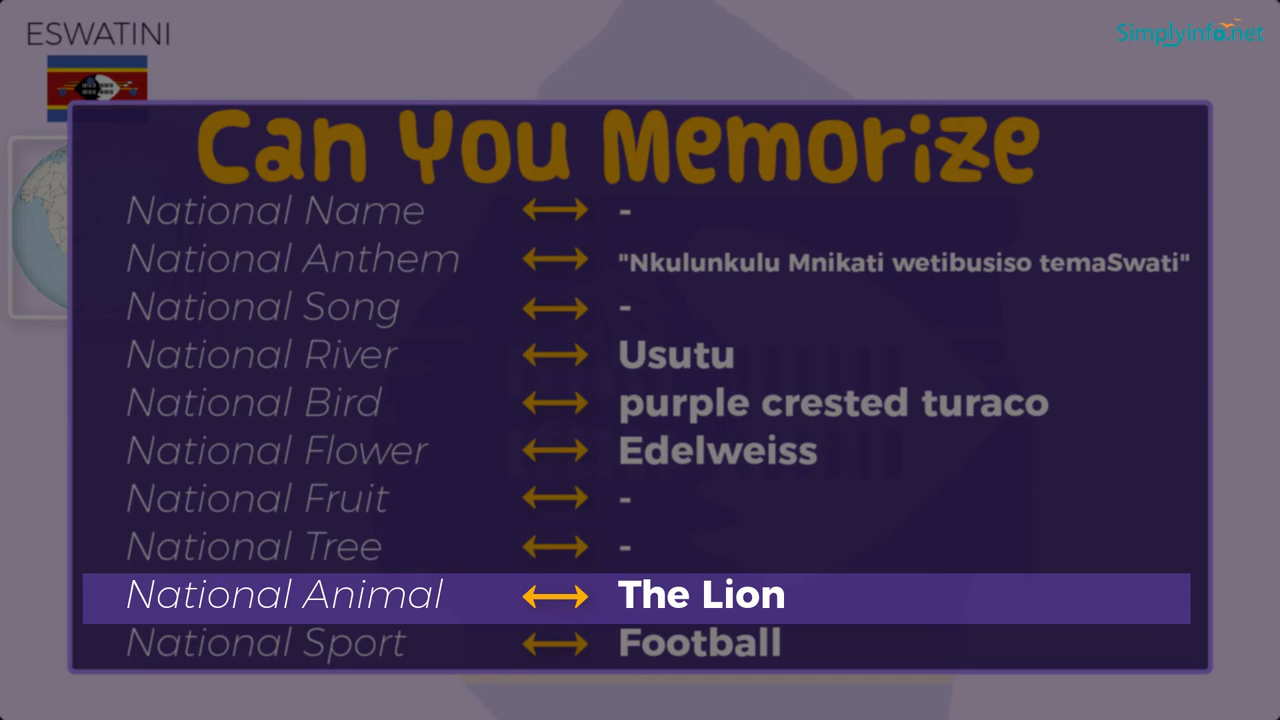 ESWATINI
Simplyinfo.net
Can You Memorize
National Name -
National Anthem "Nkulunkulu Mnikati wetibusiso temaSwati"
National Song -
National River Usutu
National Bird purple crested turaco
National Flower Edelweiss
National Fruit -
National Tree -
National Animal The Lion
National Sport Football